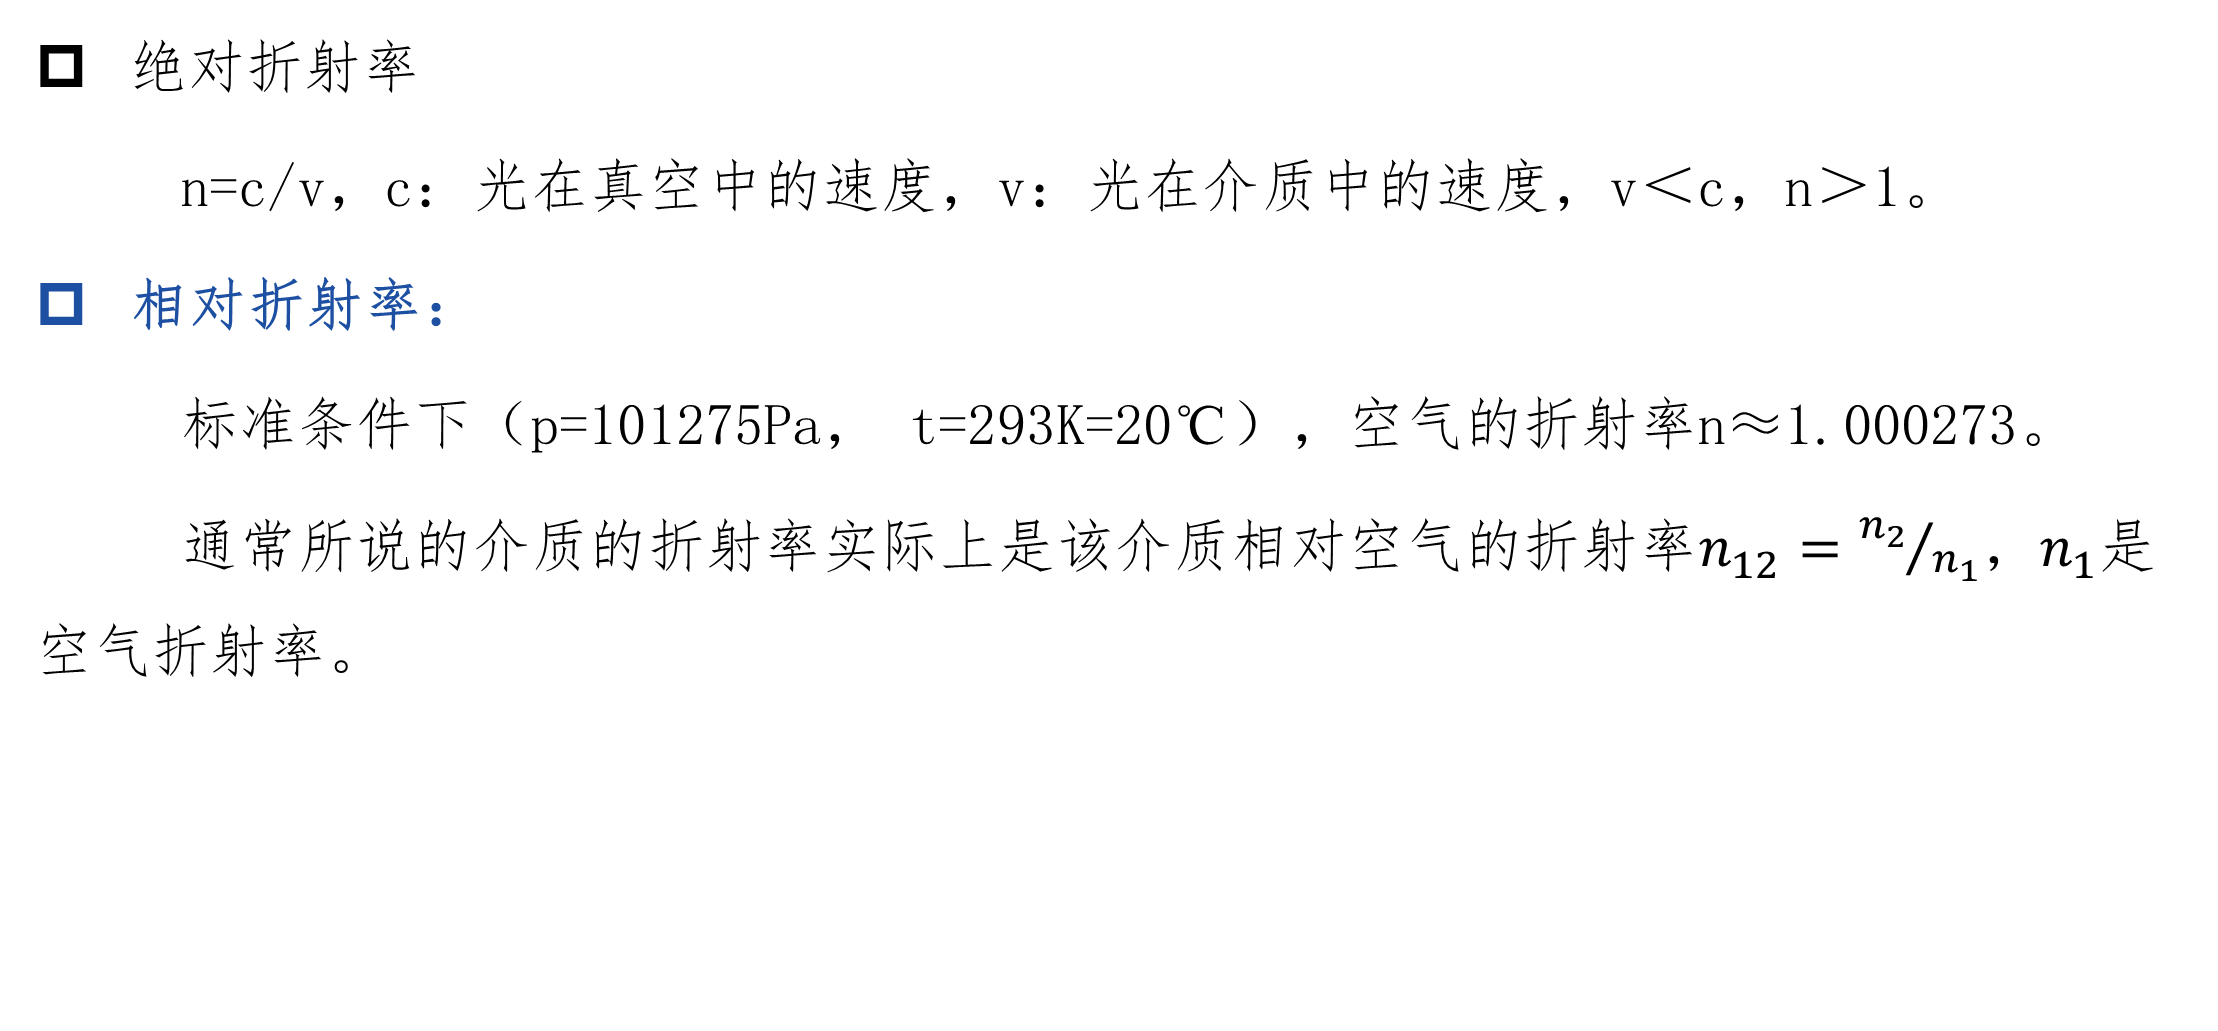 绝对折射率
n=c/v，c：光在真空中的速度，v：光在介质中的速度，v＜c，n＞1。
相对折射率：
标准条件下（p=101275Pa， t=293K=20℃），空气的折射率n≈1.000273。
通常所说的介质的折射率实际上是该介质相对空气的折射率n₁₂ = n₂/n₁，n₁是
空气折射率。